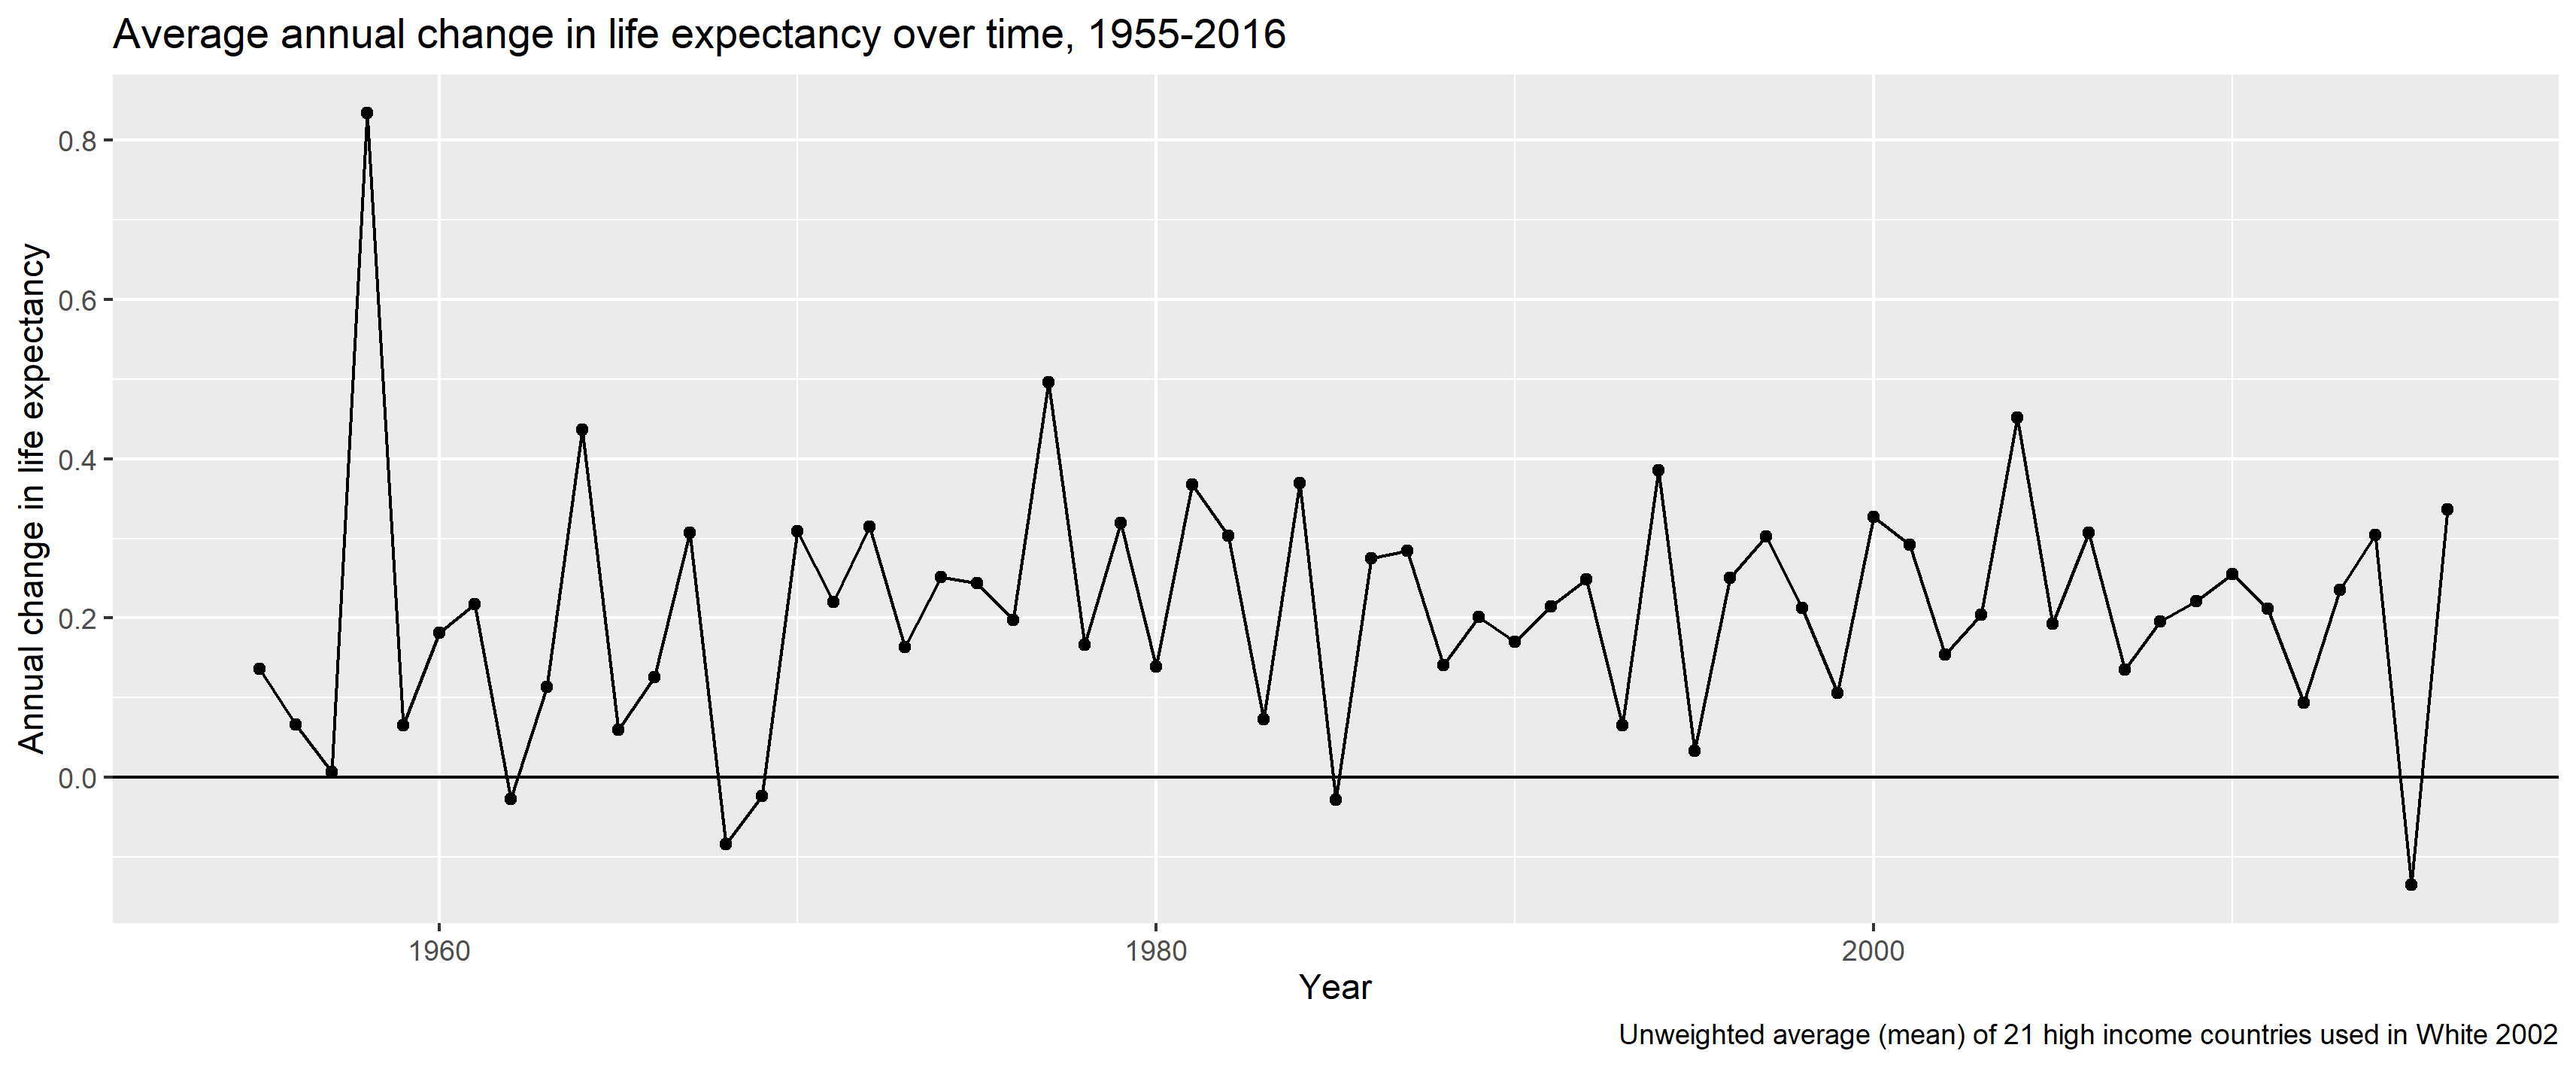 Average annual change in life expectancy over time, 1955-2016
Annual change in life expectancy
0.8
0.6
0.4
0.2
0.0
1960
1980
2000
Year
Unweighted average (mean) of 21 high income countries used in White 2002